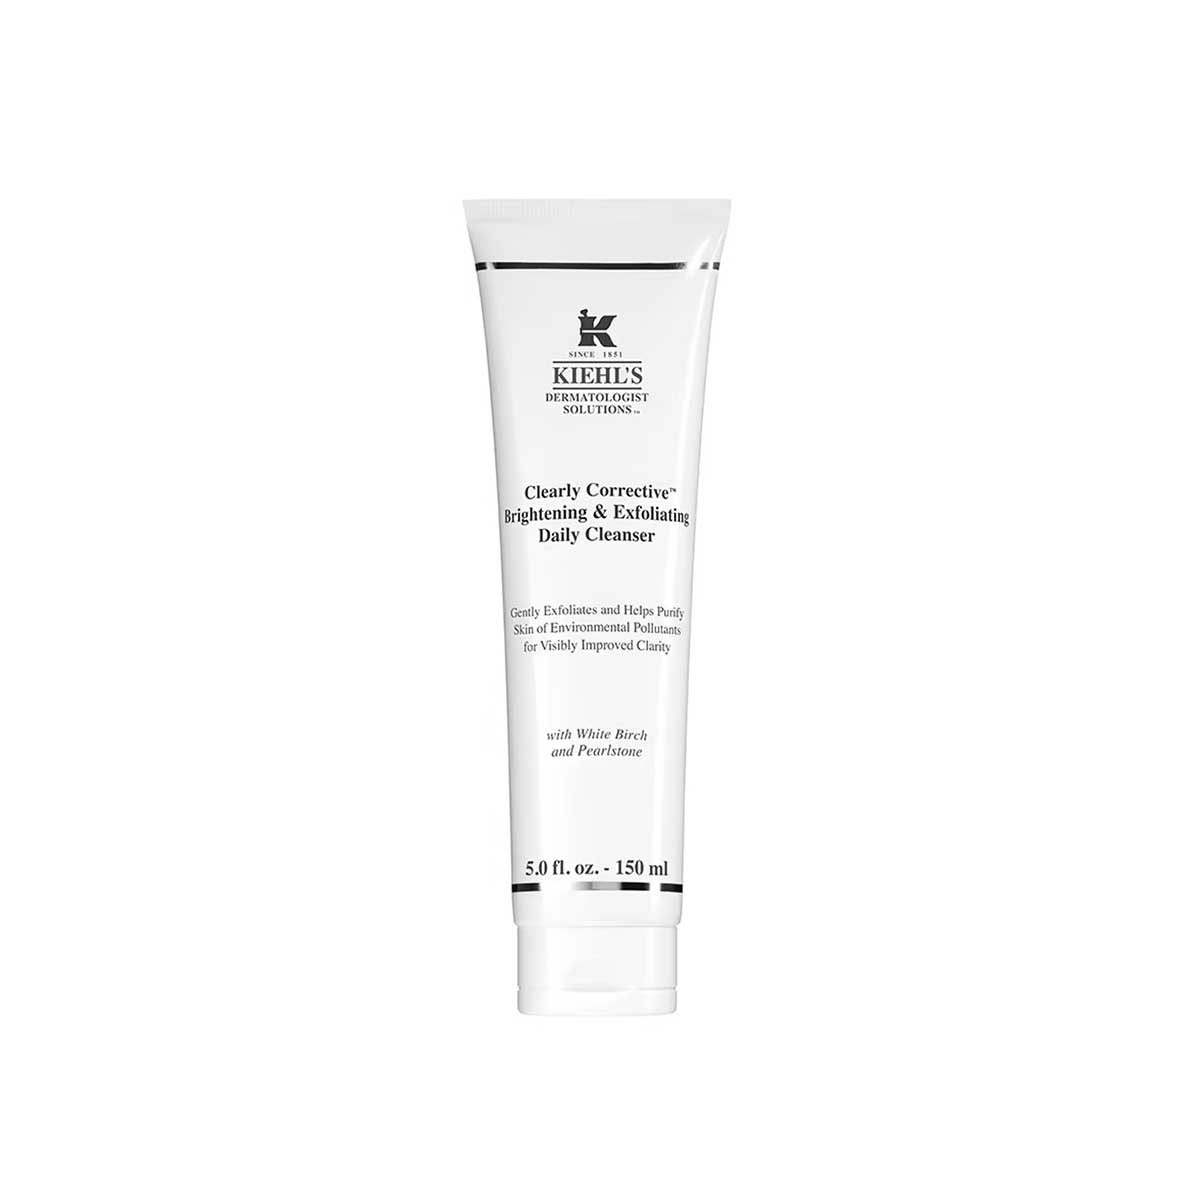 K
SINCE 1851
KIEHL'S
DERMATOLOGIST
SOLUTIONS™
Clearly Corrective™
Brightening & Exfoliating
Daily Cleanser
Gently Exfoliates and Helps Purify
Skin of Environmental Pollutants
for Visibly Improved Clarity
with White Birch
and Pearlstone
5.0 fl. oz. - 150 ml